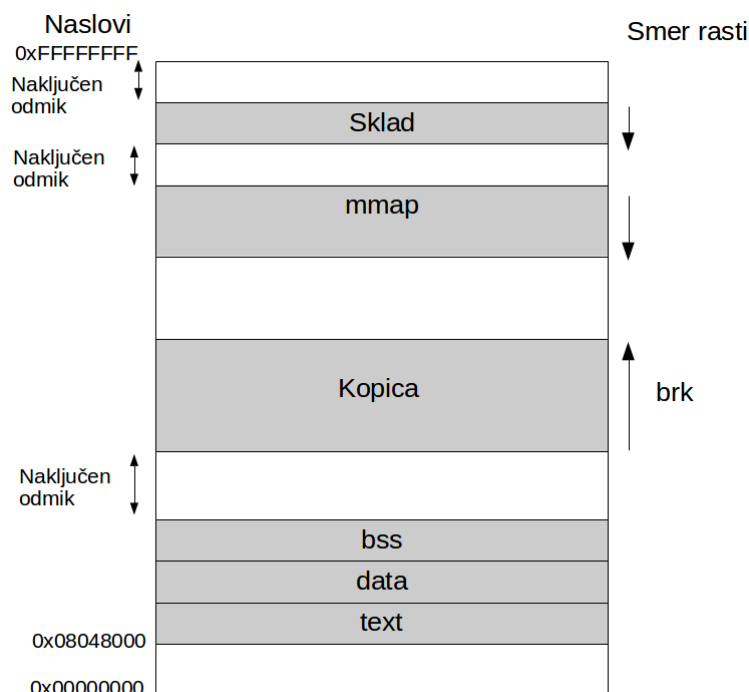 Naslovi
Smer rasti
0xFFFFFFFF
Naključen
odmik
Sklad
Naključen
odmik
mmap
Kopica
brk
Naključen
odmik
bss
data
text
0x08048000
0x00000000